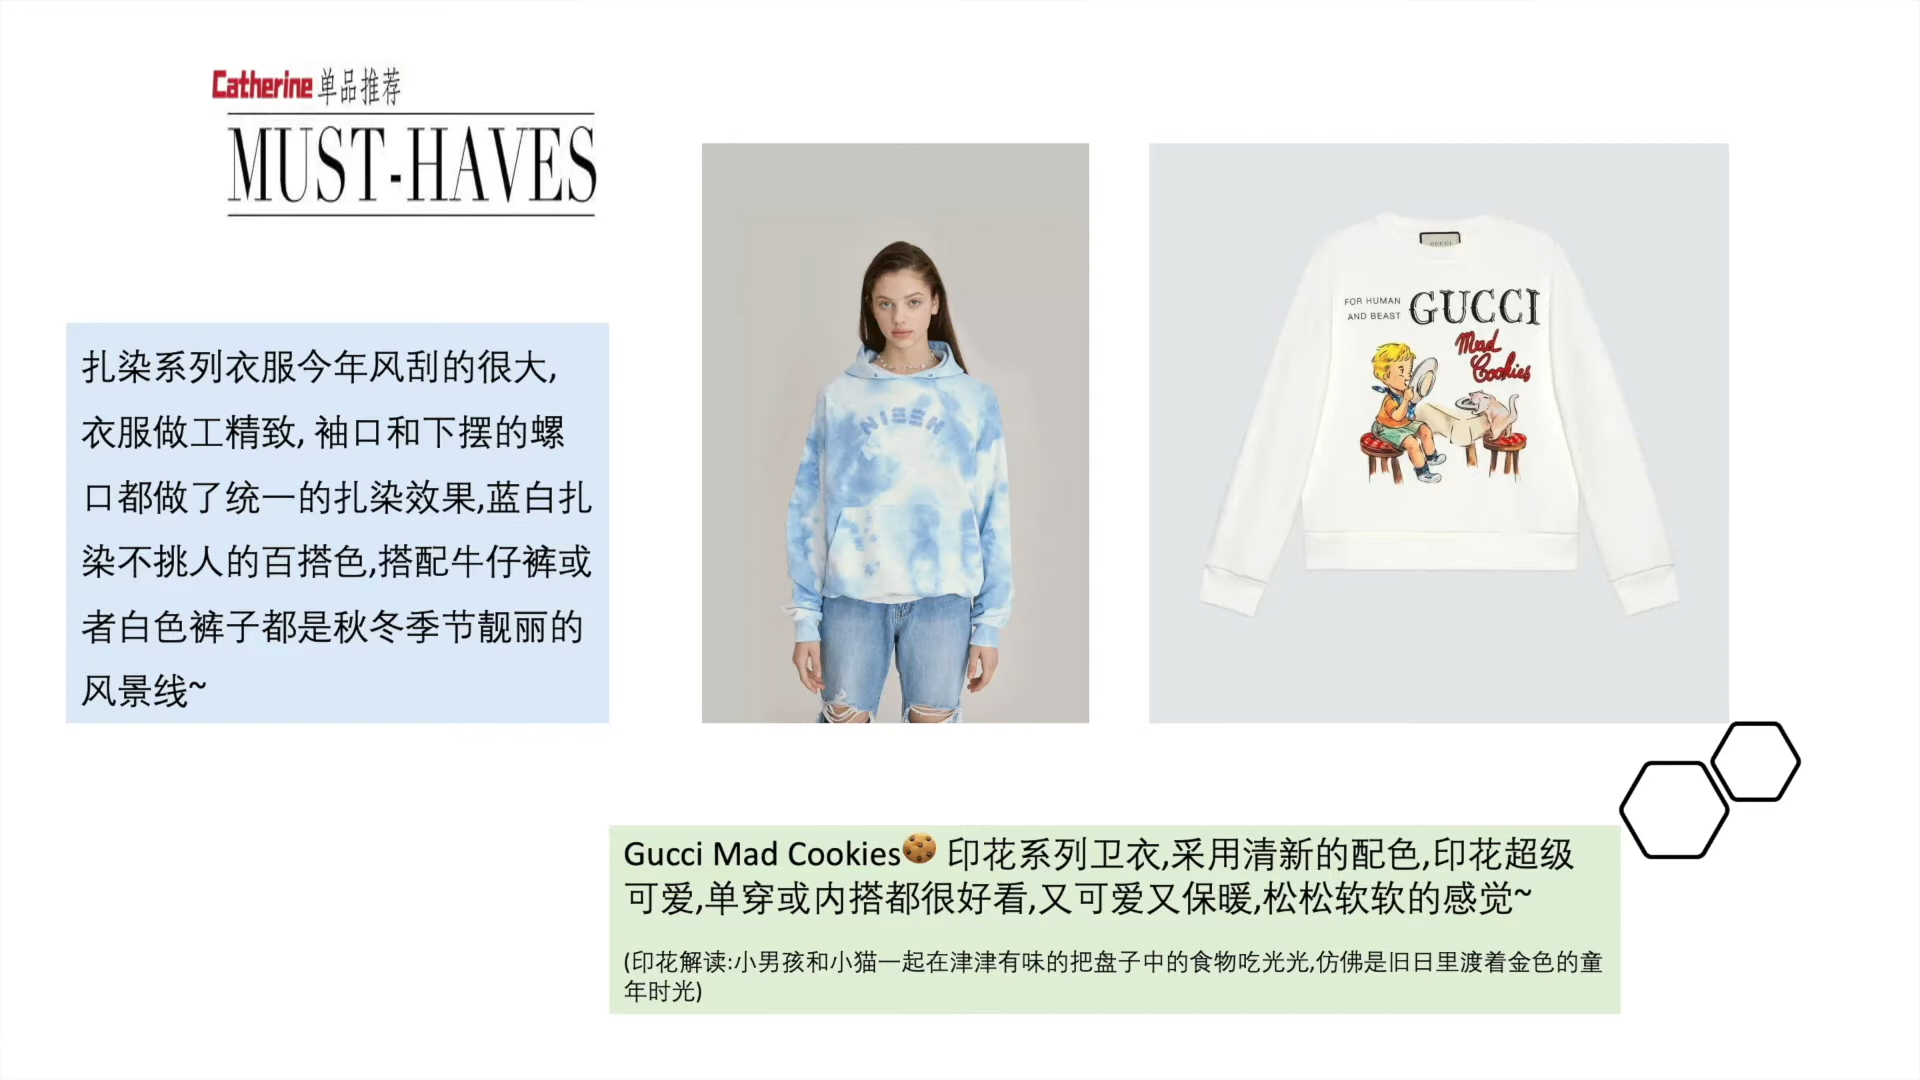 Catherine 单品推荐
MUST-HAVES
扎染系列衣服今年风刮的很大,
衣服做工精致, 袖口和下摆的螺
口都做了统一的扎染效果,蓝白扎
染不挑人的百搭色,搭配牛仔裤或
者白色裤子都是秋冬季节靓丽的
风景线~
GUCCI
FOR HUMAN
AND BEAST
GUCCI
Mad
Cookies
Gucci Mad Cookies🍪 印花系列卫衣,采用清新的配色,印花超级
可爱,单穿或内搭都很好看,又可爱又保暖,松松软软的感觉~
(印花解读:小男孩和小猫一起在津津有味的把盘子中的食物吃光光,仿佛是旧日里渡着金色的童
年时光)